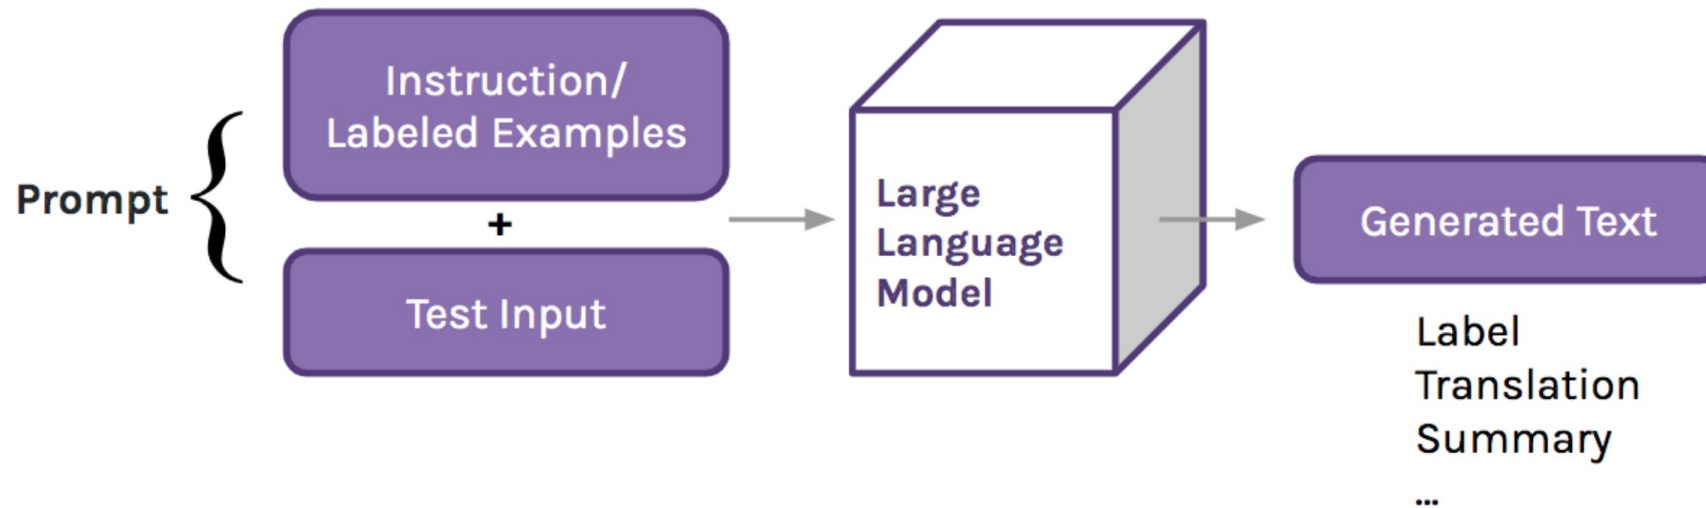 Prompt
Instruction/
Labeled Examples
+
Test Input
Large
Language
Model
Generated Text
Label
Translation
Summary
...